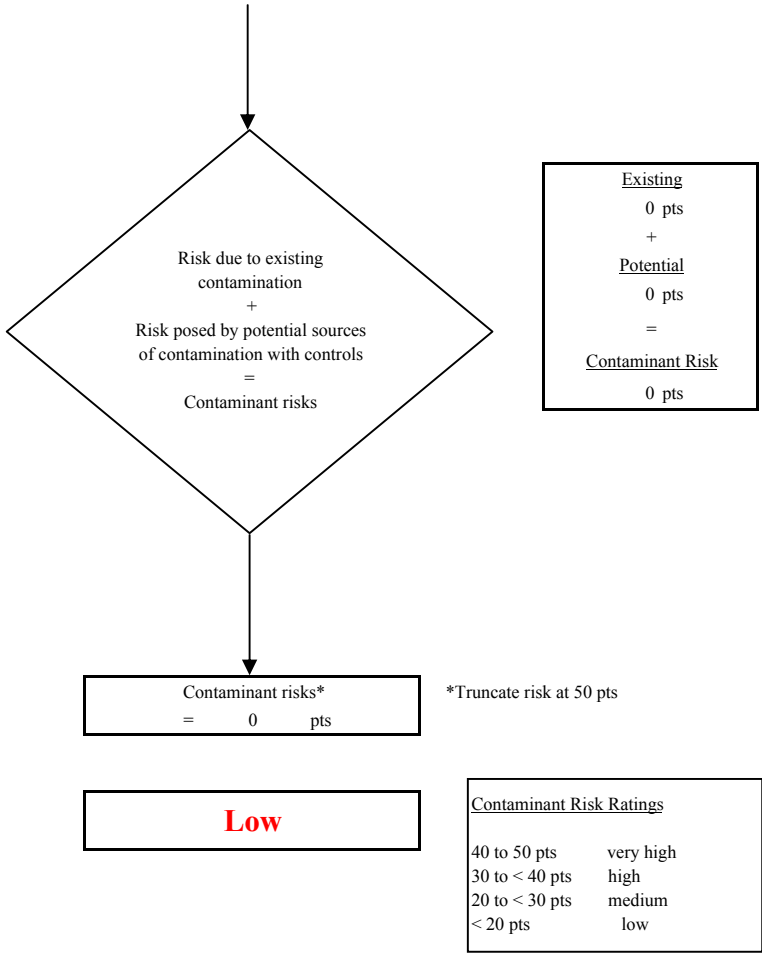 Risk due to existing
contamination
+
Risk posed by potential sources
of contamination with controls
=
Contaminant risks
Existing
0 pts
+
Potential
0 pts
=
Contaminant Risk
0 pts
Contaminant risks*
= 0 pts
*Truncate risk at 50 pts
Low
Contaminant Risk Ratings
40 to 50 pts very high
30 to < 40 pts high
20 to < 30 pts medium
< 20 pts low